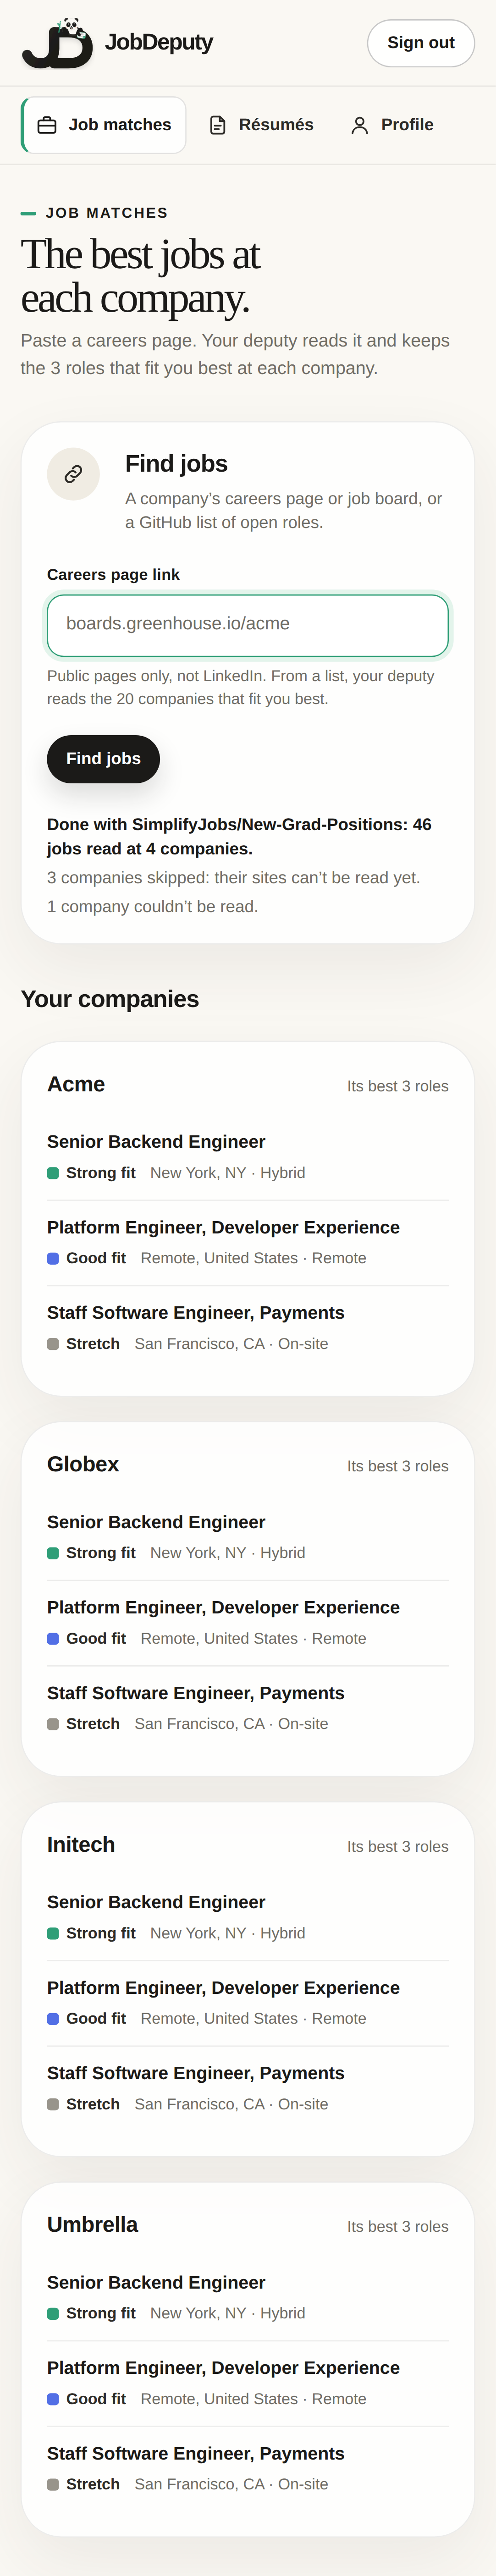 JD JobDeputy
Sign out
Job matches
Résumés
Profile
JOB MATCHES
The best jobs at
each company.
Paste a careers page. Your deputy reads it and keeps
the 3 roles that fit you best at each company.
Find jobs
A company’s careers page or job board, or
a GitHub list of open roles.
Careers page link
boards.greenhouse.io/acme
Public pages only, not LinkedIn. From a list, your deputy
reads the 20 companies that fit you best.
Find jobs
Done with SimplifyJobs/New-Grad-Positions: 46
jobs read at 4 companies.
3 companies skipped: their sites can’t be read yet.
1 company couldn’t be read.
Your companies
Acme
Its best 3 roles
Senior Backend Engineer
Strong fit New York, NY · Hybrid
Platform Engineer, Developer Experience
Good fit Remote, United States · Remote
Staff Software Engineer, Payments
Stretch San Francisco, CA · On-site
Globex
Its best 3 roles
Senior Backend Engineer
Strong fit New York, NY · Hybrid
Platform Engineer, Developer Experience
Good fit Remote, United States · Remote
Staff Software Engineer, Payments
Stretch San Francisco, CA · On-site
Initech
Its best 3 roles
Senior Backend Engineer
Strong fit New York, NY · Hybrid
Platform Engineer, Developer Experience
Good fit Remote, United States · Remote
Staff Software Engineer, Payments
Stretch San Francisco, CA · On-site
Umbrella
Its best 3 roles
Senior Backend Engineer
Strong fit New York, NY · Hybrid
Platform Engineer, Developer Experience
Good fit Remote, United States · Remote
Staff Software Engineer, Payments
Stretch San Francisco, CA · On-site